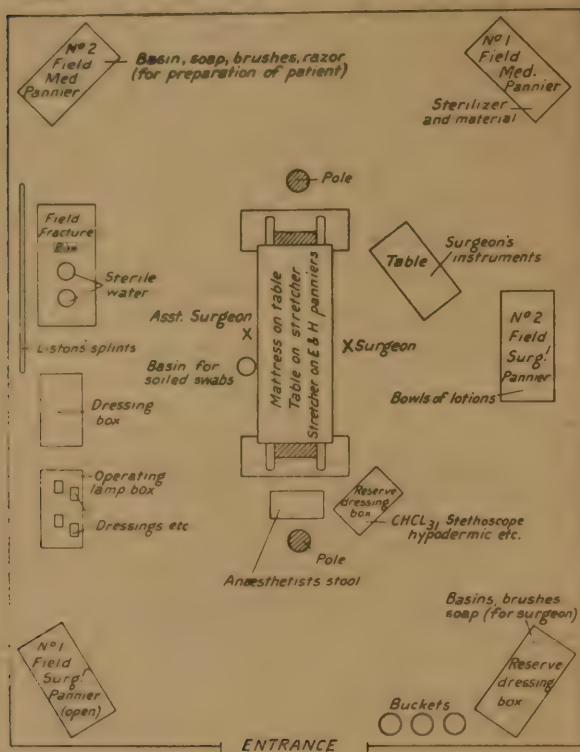 Nº 2
Field
Med
Pannier
Basin, soap, brushes, razor
(for preparation of patient)
Nº 1
Field
Med.
Pannier
Sterilizer
and material
Pole
Field
Fracture
Box
Sterile
water
Liston's splints
Asst. Surgeon
X
Basin for
soiled swabs
Mattress on table
Table on stretcher
Stretcher on E & H panniers
X Surgeon
Table
Surgeon's
instruments
Nº 2
Field
Surg!
Pannier
Bowls of lotions
Dressing
box
Operating
lamp box
Dressings etc
Reserve
dressing
box
CHCL3, Stethoscope
hypodermic etc.
Pole
Anaesthetists stool
Nº 1
Field
Surg!
Pannier
(open)
Basins, brushes
soap (for surgeon)
Reserve
dressing
box
Buckets
ENTRANCE